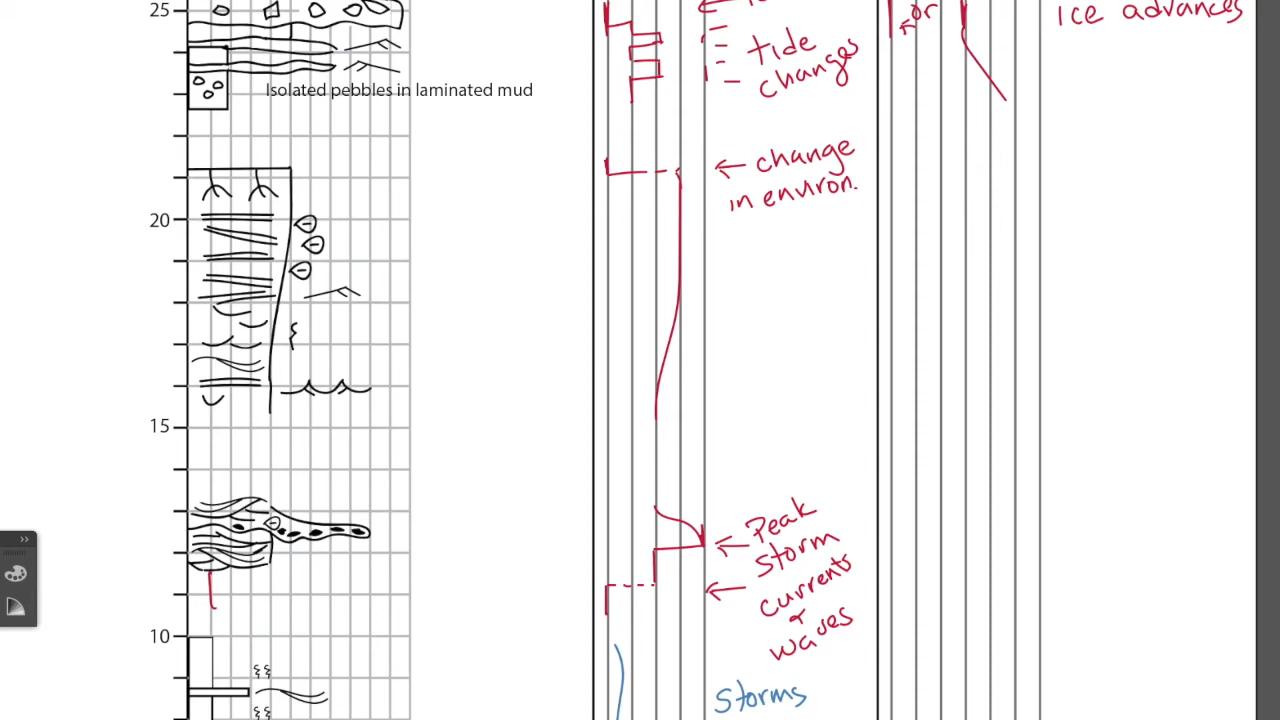 25
or
Ice advances
tide
changes
Isolated pebbles in laminated mud
change
in environ.
20
15
Peak
Storm
currents
+
waves
10
Storms